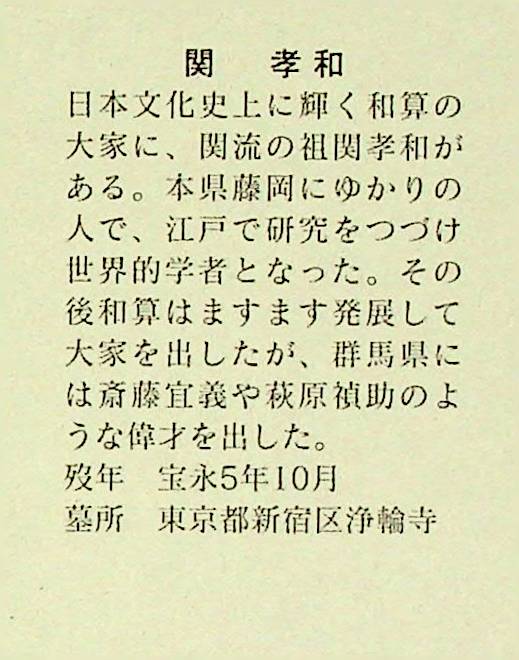 関　孝和
日本文化史上に輝く和算の
大家に、関流の祖関孝和が
ある。本県藤岡にゆかりの
人で、江戸で研究をつづけ
世界的学者となった。その
後和算はますます発展して
大家を出したが、群馬県に
は斎藤宜義や萩原禎助のよ
うな偉才を出した。
歿年　宝永5年10月
墓所　東京都新宿区浄輪寺